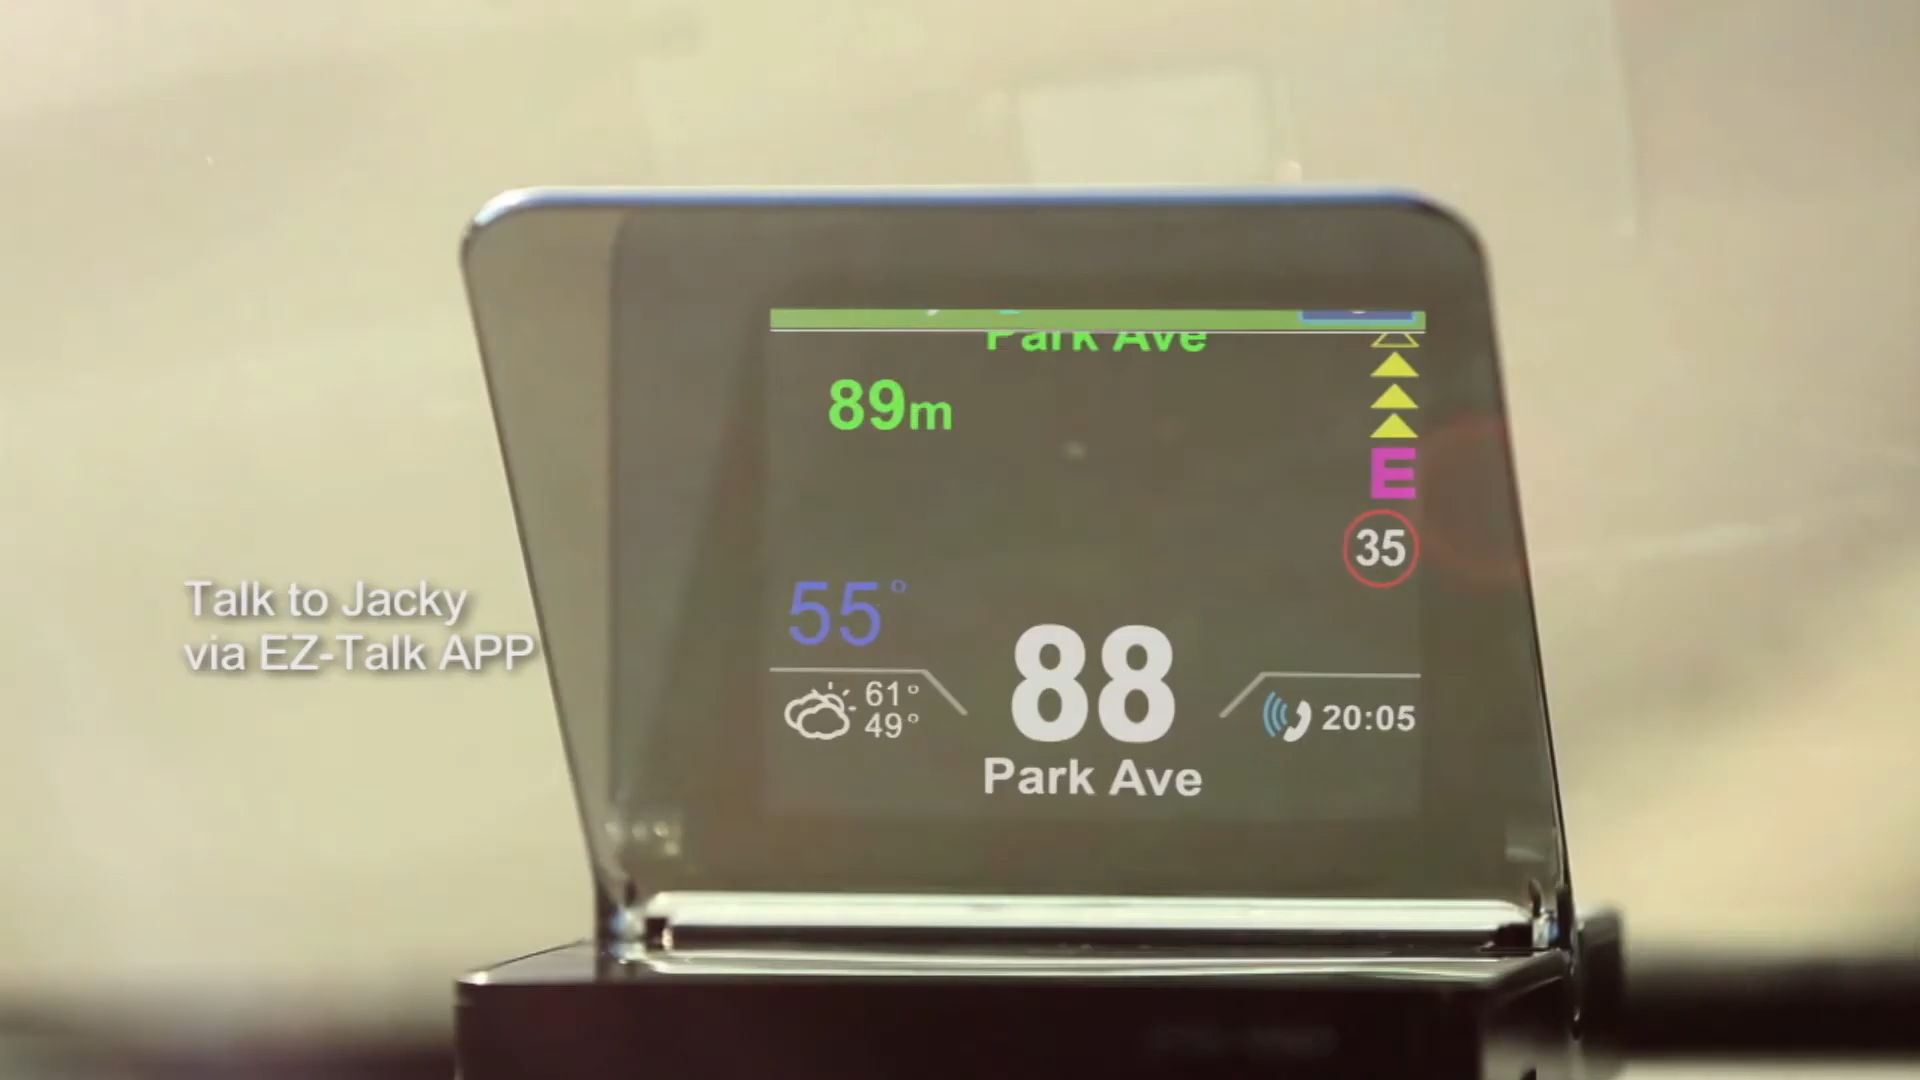 Park Ave
89m
E
35
55°
61°
49°
88
20:05
Park Ave
Talk to Jacky
via EZ-Talk APP